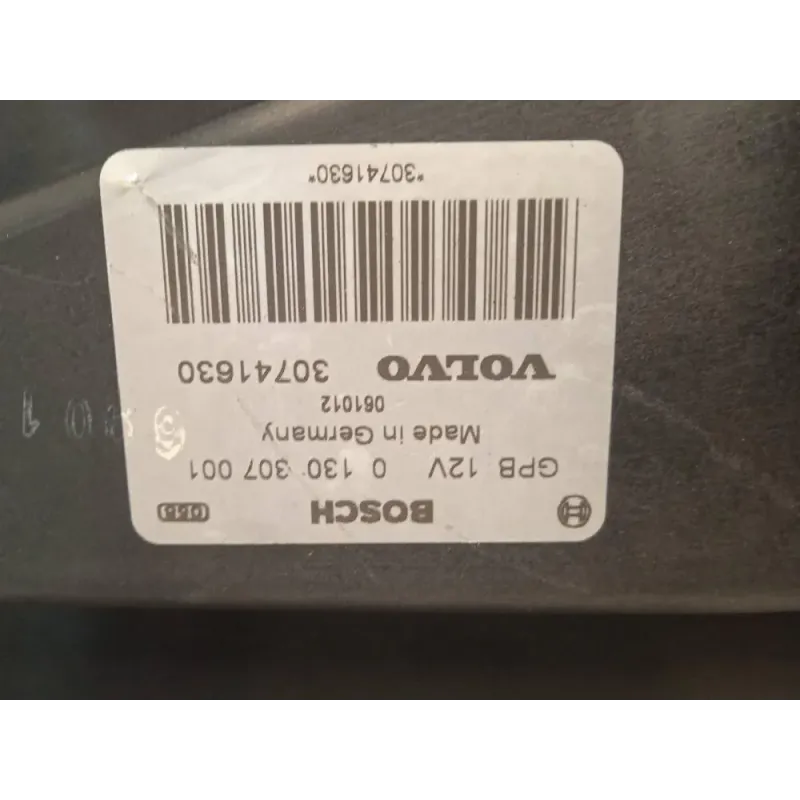 BOSCH
GPB 12V 0 130 307 001
Made in Germany
061012
VOLVO 30741630
*30741630*